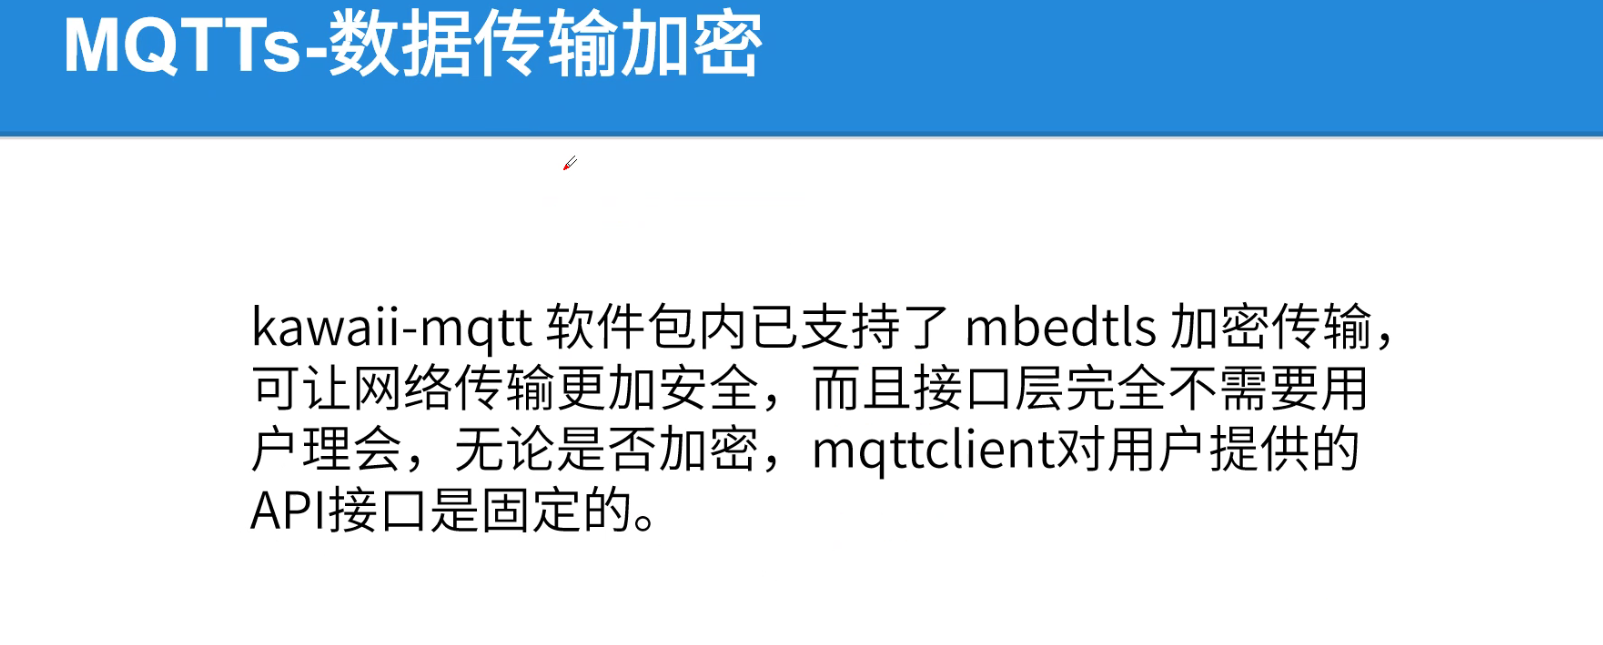 MQTTs-数据传输加密
kawaii-mqtt 软件包内已支持了 mbedtls 加密传输，
可让网络传输更加安全，而且接口层完全不需要用
户理会，无论是否加密，mqttclient对用户提供的
API接口是固定的。